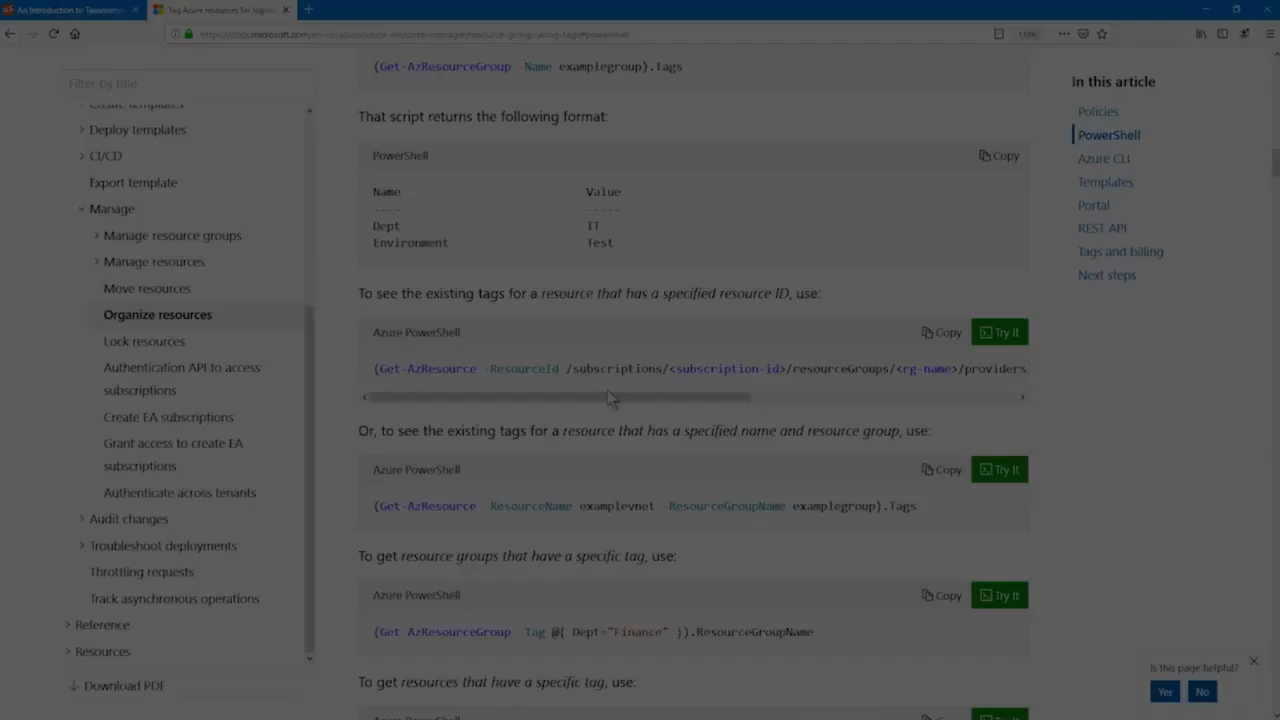 An Introduction to Taxonom
Tag Azure resources for logica
Filter by title
Create templates
Deploy templates
CI/CD
Export template
Manage
Manage resource groups
Manage resources
Move resources
Organize resources
Lock resources
Authentication API to access
subscriptions
Create EA subscriptions
Grant access to create EA
subscriptions
Authenticate across tenants
Audit changes
Troubleshoot deployments
Throttling requests
Track asynchronous operations
Reference
Resources
Download PDF
(Get-AzResourceGroup -Name examplegroup).Tags
That script returns the following format:
PowerShell
Copy
Name Value
---- -----
Dept IT
Environment Test
To see the existing tags for a resource that has a specified resource ID, use:
Azure PowerShell
Copy
Try It
(Get-AzResource -ResourceId /subscriptions/<subscription-id>/resourceGroups/<rg-name>/providers
Or, to see the existing tags for a resource that has a specified name and resource group, use:
Azure PowerShell
Copy
Try It
(Get-AzResource -ResourceName examplevnet -ResourceGroupName examplegroup).Tags
To get resource groups that have a specific tag, use:
Azure PowerShell
Copy
Try It
(Get-AzResourceGroup -Tag @{ Dept="Finance" }).ResourceGroupName
To get resources that have a specific tag, use:
In this article
Policies
PowerShell
Azure CLI
Templates
Portal
REST API
Tags and billing
Next steps
Is this page helpful?
Yes
No